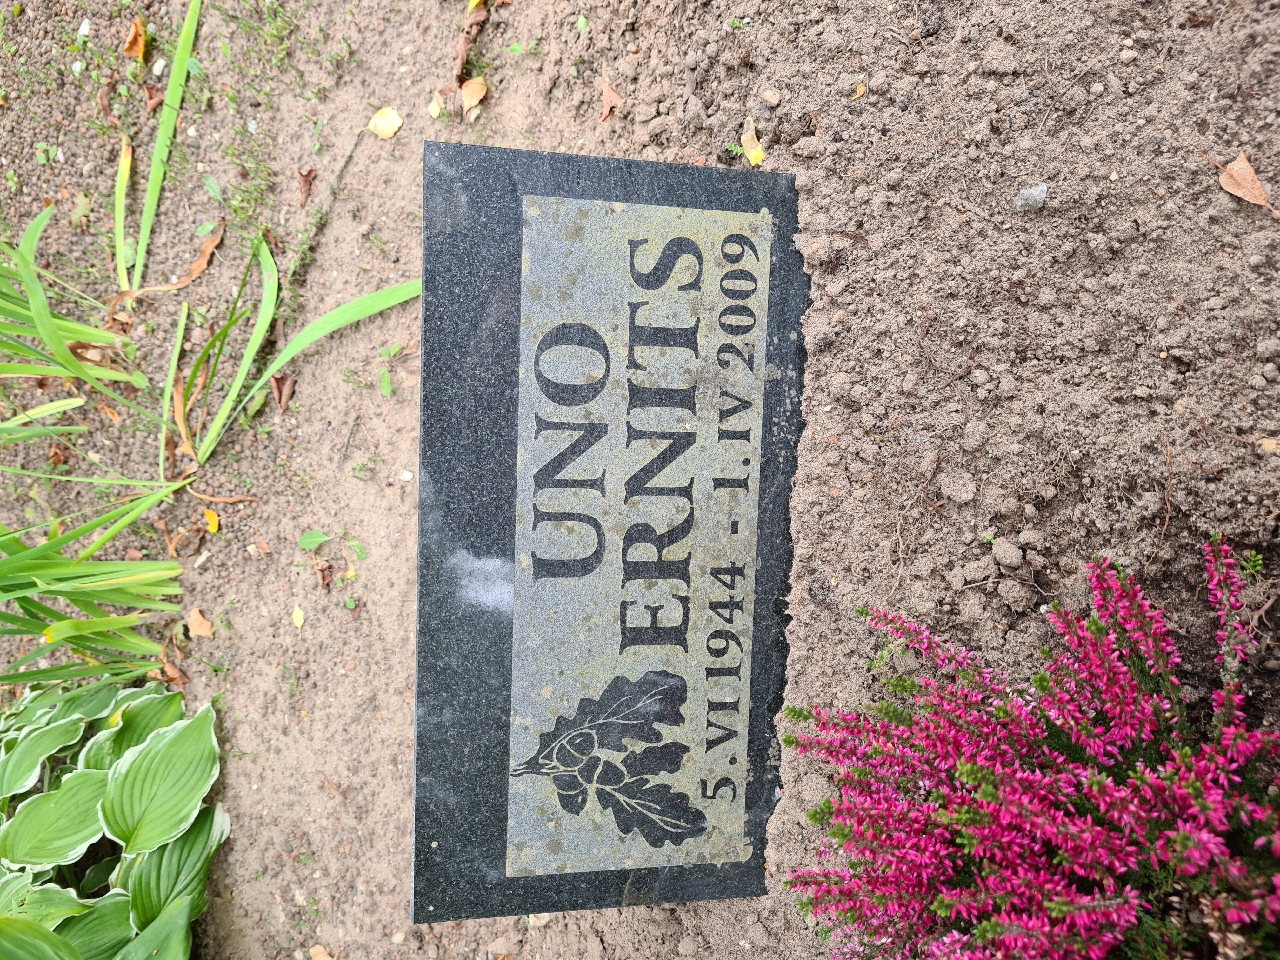 UNO
ERNITS
5. VI 1944 - 1. IV 2009